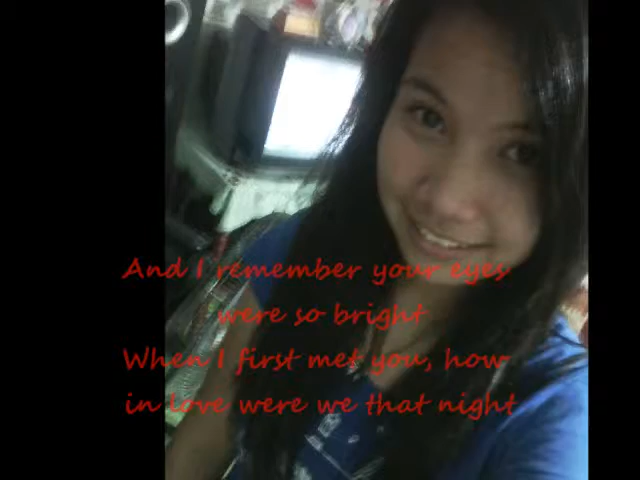 And I remember your eyes
were so bright
When I first met you, how
in love were we that night